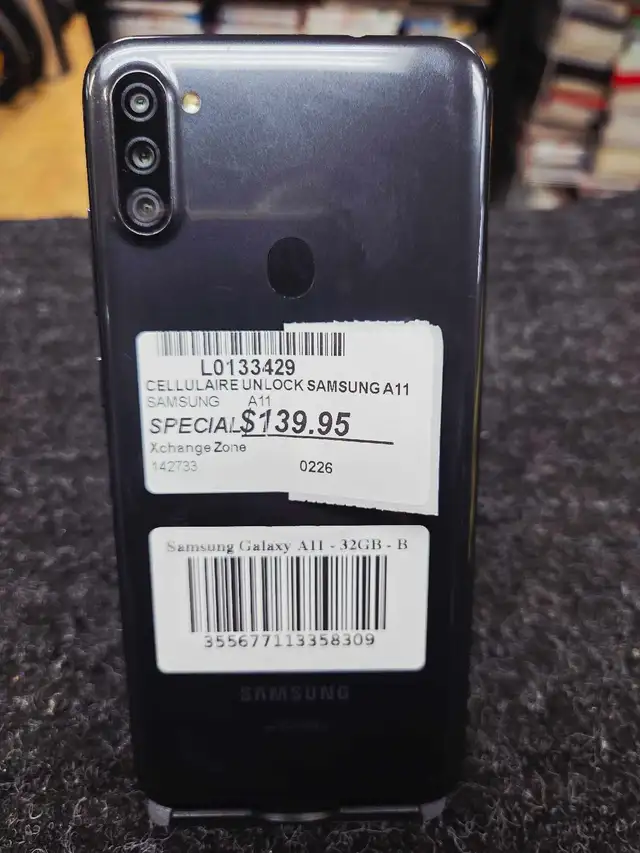 L0133429
CELLULAIRE UNLOCK SAMSUNG A11
SAMSUNG A11
SPECIAL $139.95
Xchange Zone
142733 0226
Samsung Galaxy A11 - 32GB - B
355677113358309
SAMSUNG